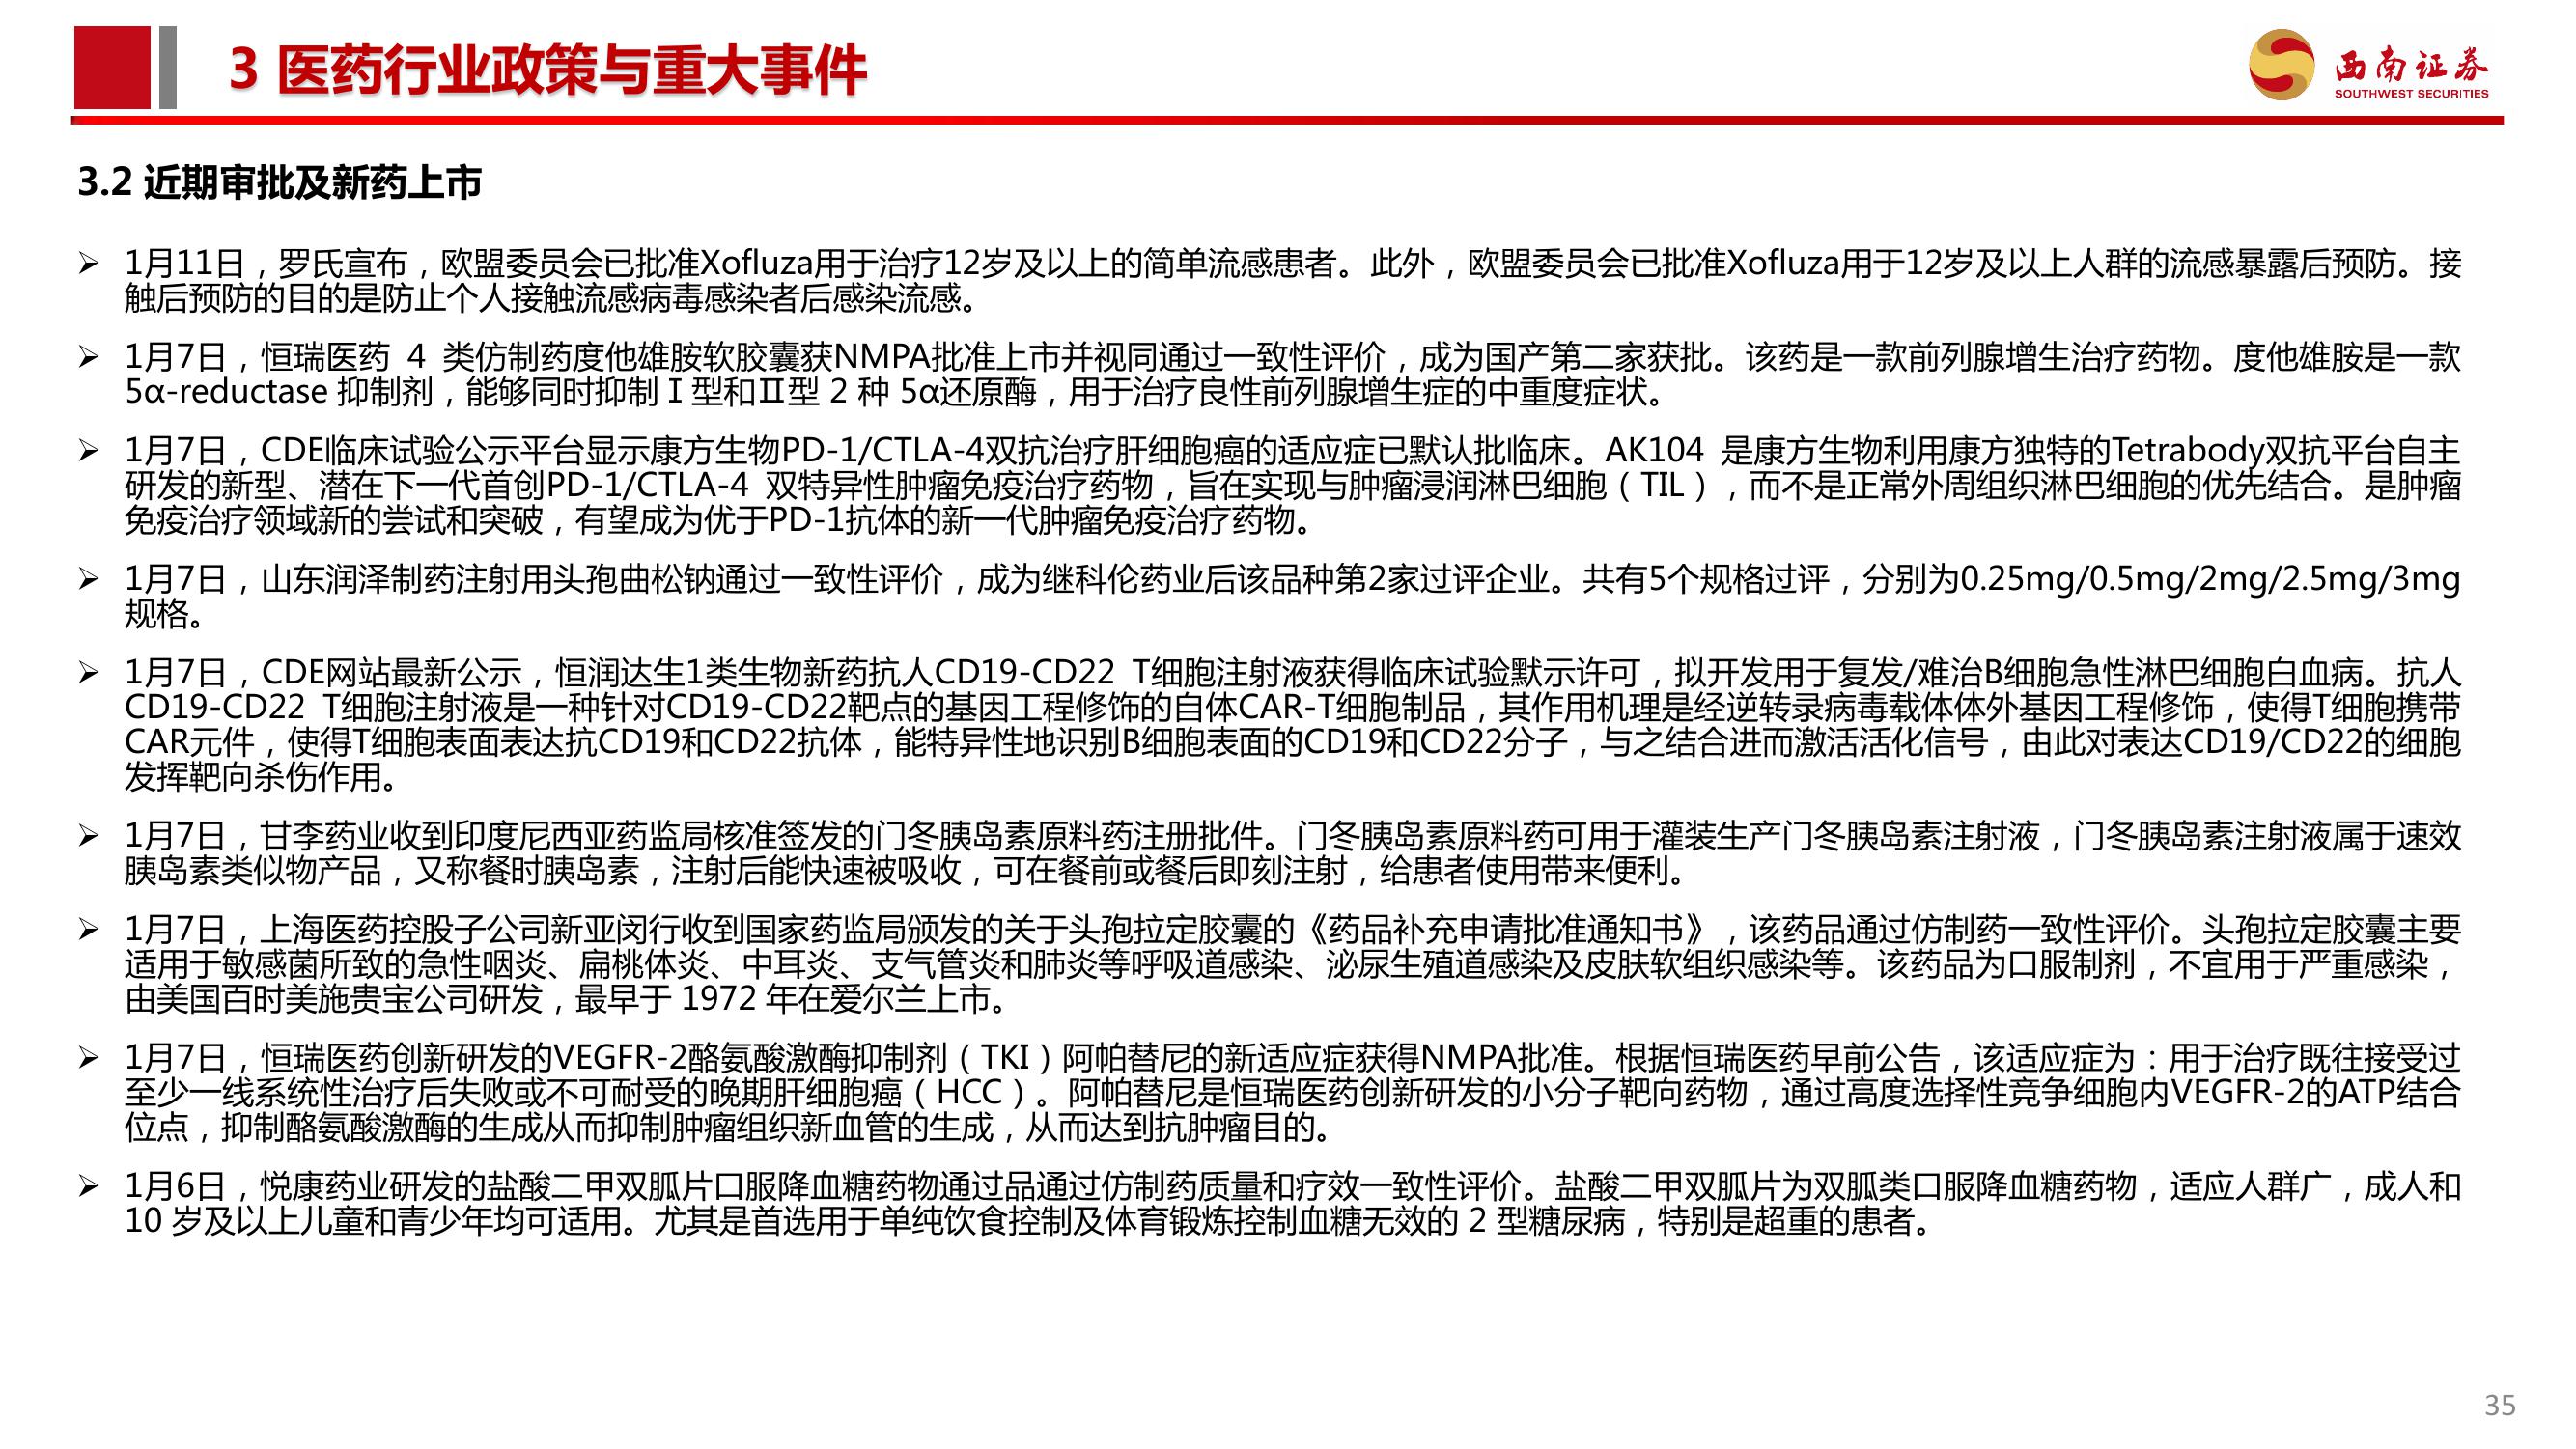 3 医药行业政策与重大事件
西南证券
SOUTHWEST SECURITIES
3.2 近期审批及新药上市
➢ 1月11日，罗氏宣布，欧盟委员会已批准Xofluza用于治疗12岁及以上的简单流感患者。此外，欧盟委员会已批准Xofluza用于12岁及以上人群的流感暴露后预防。接
触后预防的目的是防止个人接触流感病毒感染者后感染流感。
➢ 1月7日，恒瑞医药 4 类仿制药度他雄胺软胶囊获NMPA批准上市并视同通过一致性评价，成为国产第二家获批。该药是一款前列腺增生治疗药物。度他雄胺是一款
5α-reductase 抑制剂，能够同时抑制Ⅰ型和Ⅱ型 2 种 5α还原酶，用于治疗良性前列腺增生症的中重度症状。
➢ 1月7日，CDE临床试验公示平台显示康方生物PD-1/CTLA-4双抗治疗肝细胞癌的适应症已默认批临床。AK104 是康方生物利用康方独特的Tetrabody双抗平台自主
研发的新型、潜在下一代首创PD-1/CTLA-4 双特异性肿瘤免疫治疗药物，旨在实现与肿瘤浸润淋巴细胞（TIL），而不是正常外周组织淋巴细胞的优先结合。是肿瘤
免疫治疗领域新的尝试和突破，有望成为优于PD-1抗体的新一代肿瘤免疫治疗药物。
➢ 1月7日，山东润泽制药注射用头孢曲松钠通过一致性评价，成为继科伦药业后该品种第2家过评企业。共有5个规格过评，分别为0.25mg/0.5mg/2mg/2.5mg/3mg
规格。
➢ 1月7日，CDE网站最新公示，恒润达生1类生物新药抗人CD19-CD22 T细胞注射液获得临床试验默示许可，拟开发用于复发/难治B细胞急性淋巴细胞白血病。抗人
CD19-CD22 T细胞注射液是一种针对CD19-CD22靶点的基因工程修饰的自体CAR-T细胞制品，其作用机理是经逆转录病毒载体体外基因工程修饰，使得T细胞携带
CAR元件，使得T细胞表面表达抗CD19和CD22抗体，能特异性地识别B细胞表面的CD19和CD22分子，与之结合进而激活活化信号，由此对表达CD19/CD22的细胞
发挥靶向杀伤作用。
➢ 1月7日，甘李药业收到印度尼西亚药监局核准签发的门冬胰岛素原料药注册批件。门冬胰岛素原料药可用于灌装生产门冬胰岛素注射液，门冬胰岛素注射液属于速效
胰岛素类似物产品，又称餐时胰岛素，注射后能快速被吸收，可在餐前或餐后即刻注射，给患者使用带来便利。
➢ 1月7日，上海医药控股子公司新亚闵行收到国家药监局颁发的关于头孢拉定胶囊的《药品补充申请批准通知书》，该药品通过仿制药一致性评价。头孢拉定胶囊主要
适用于敏感菌所致的急性咽炎、扁桃体炎、中耳炎、支气管炎和肺炎等呼吸道感染、泌尿生殖道感染及皮肤软组织感染等。该药品为口服制剂，不宜用于严重感染，
由美国百时美施贵宝公司研发，最早于 1972 年在爱尔兰上市。
➢ 1月7日，恒瑞医药创新研发的VEGFR-2酪氨酸激酶抑制剂（TKI）阿帕替尼的新适应症获得NMPA批准。根据恒瑞医药早前公告，该适应症为：用于治疗既往接受过
至少一线系统性治疗后失败或不可耐受的晚期肝细胞癌（HCC）。阿帕替尼是恒瑞医药创新研发的小分子靶向药物，通过高度选择性竞争细胞内VEGFR-2的ATP结合
位点，抑制酪氨酸激酶的生成从而抑制肿瘤组织新血管的生成，从而达到抗肿瘤目的。
➢ 1月6日，悦康药业研发的盐酸二甲双胍片口服降血糖药物通过品通过仿制药质量和疗效一致性评价。盐酸二甲双胍片为双胍类口服降血糖药物，适应人群广，成人和
10 岁及以上儿童和青少年均可适用。尤其是首选用于单纯饮食控制及体育锻炼控制血糖无效的 2 型糖尿病，特别是超重的患者。
35